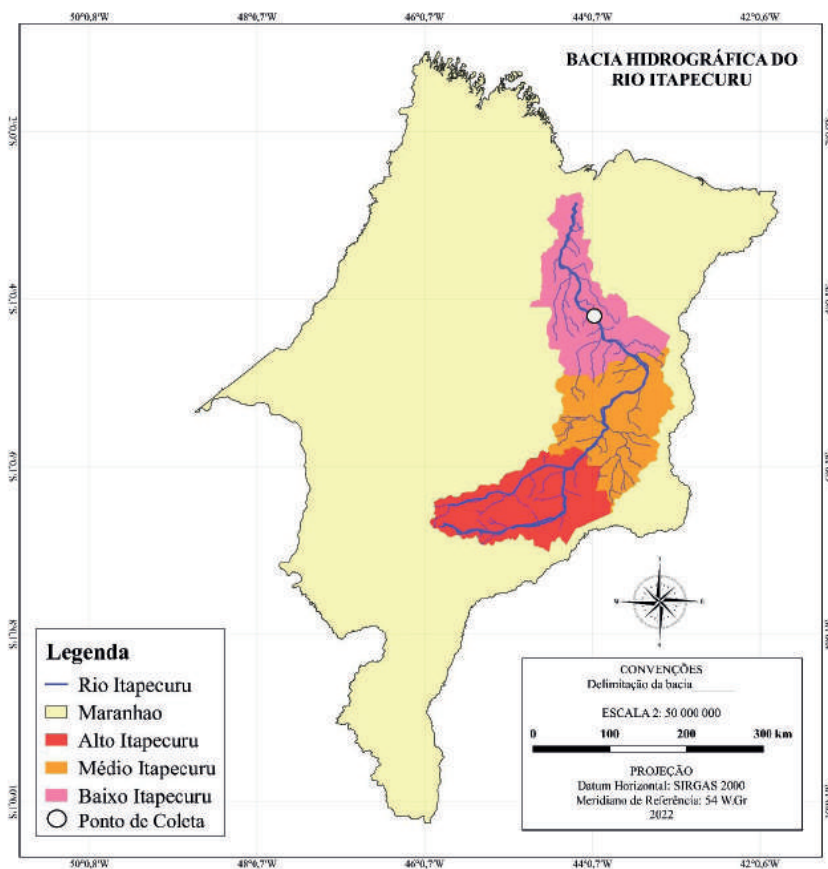 50°0,8'W 48°0,7'W 46°0,7'W 44°0,7'W 42°0,6'W
BACIA HIDROGRÁFICA DO
RIO ITAPECURU
Legenda
Rio Itapecuru
Maranhao
Alto Itapecuru
Médio Itapecuru
Baixo Itapecuru
Ponto de Coleta
CONVENÇÕES
Delimitação da bacia
ESCALA 2: 50 000 000
0 100 200 300 km
PROJEÇÃO
Datum Horizontal: SIRGAS 2000
Meridiano de Referência: 54 W.Gr
2022
50°0,8'W 48°0,7'W 46°0,7'W 44°0,7'W 42°0,6'W